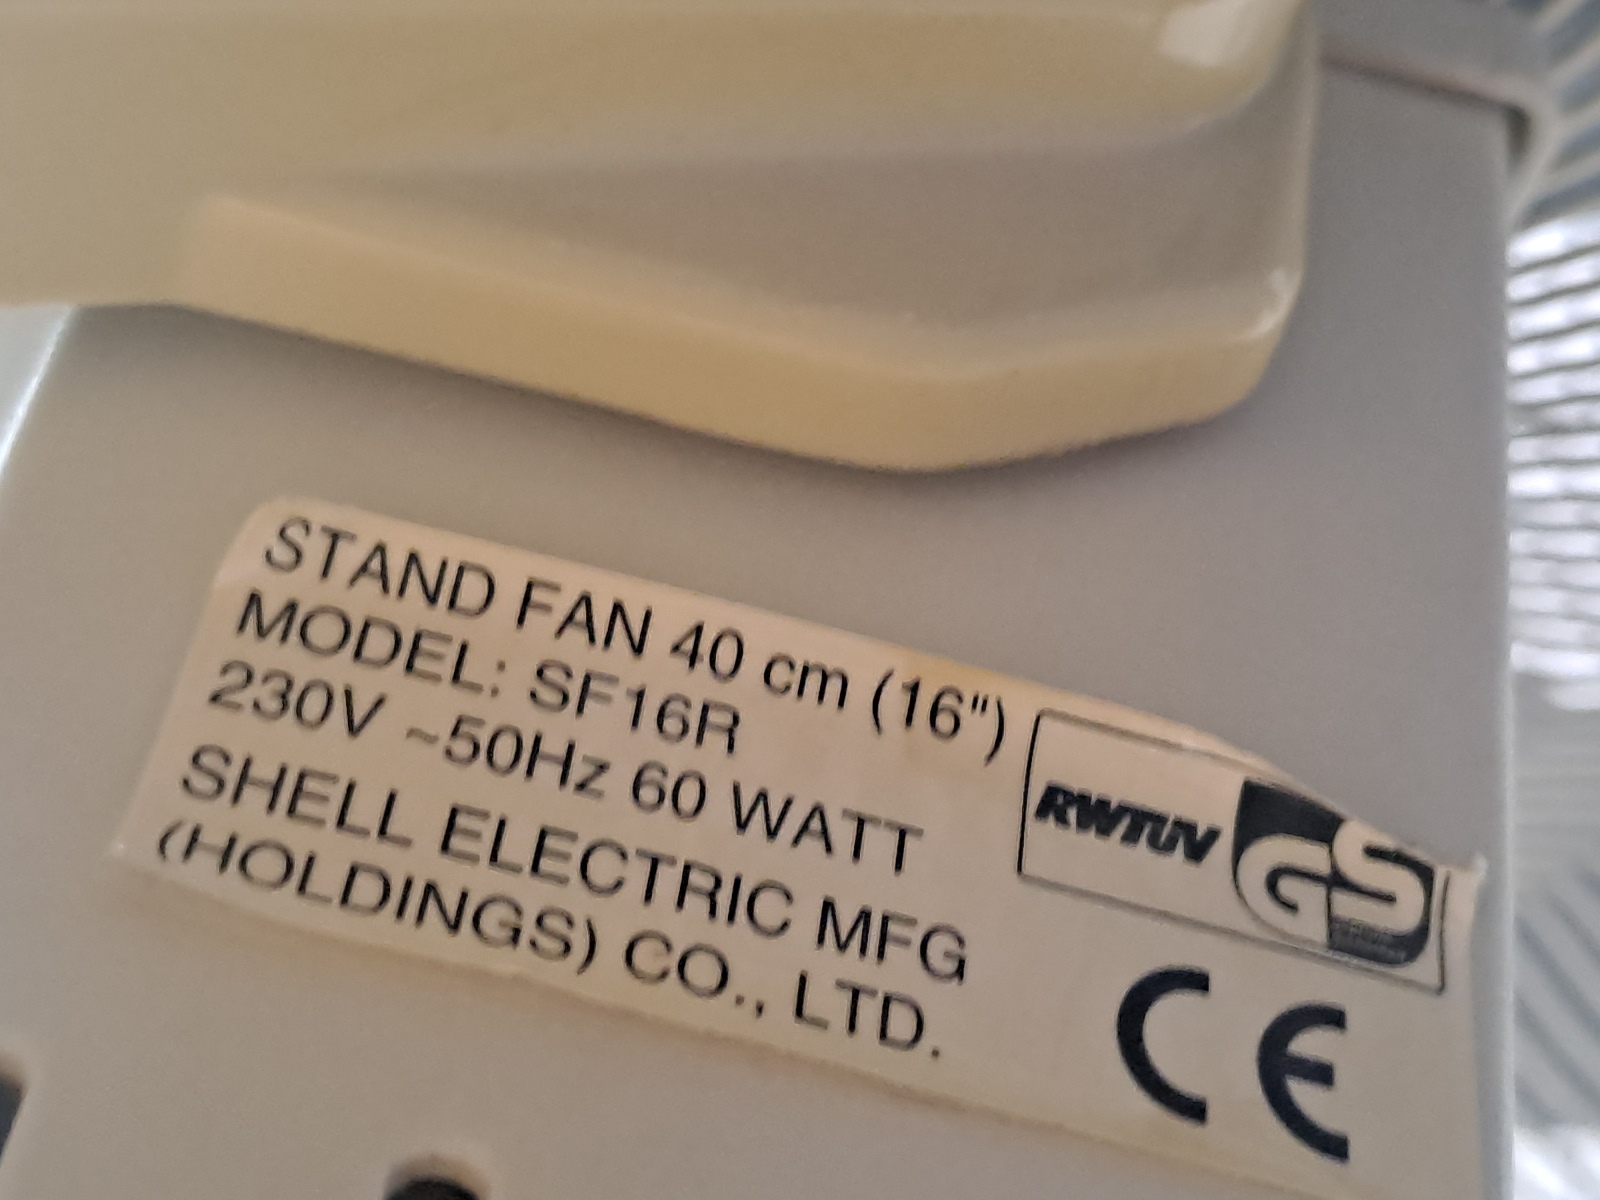 STAND FAN 40 cm (16")
MODEL: SF16R
230V ~50Hz 60 WATT
SHELL ELECTRIC MFG
(HOLDINGS) CO., LTD.
RWTÜV
GS
CE